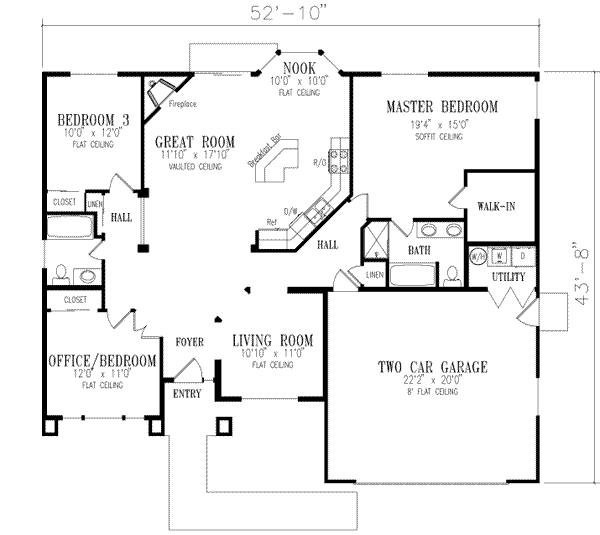 52'-10"
NOOK
10'0" x 10'0"
FLAT CEILING
Fireplace
BEDROOM 3
10'0" x 12'0"
FLAT CEILING
GREAT ROOM
11'10" x 17'10"
VAULTED CEILING
Breakfast Bar
R/O
MASTER BEDROOM
19'4" x 15'0"
SOFFIT CEILING
CLOSET
LINEN
HALL
D/W
Ref
HALL
WALK-IN
BATH
LINEN
W/H
W
D
UTILITY
43'-8"
CLOSET
OFFICE/BEDROOM
12'0" x 11'0"
FLAT CEILING
FOYER
ENTRY
LIVING ROOM
10'10" x 11'0"
FLAT CEILING
TWO CAR GARAGE
22'2" x 20'0"
8' FLAT CEILING